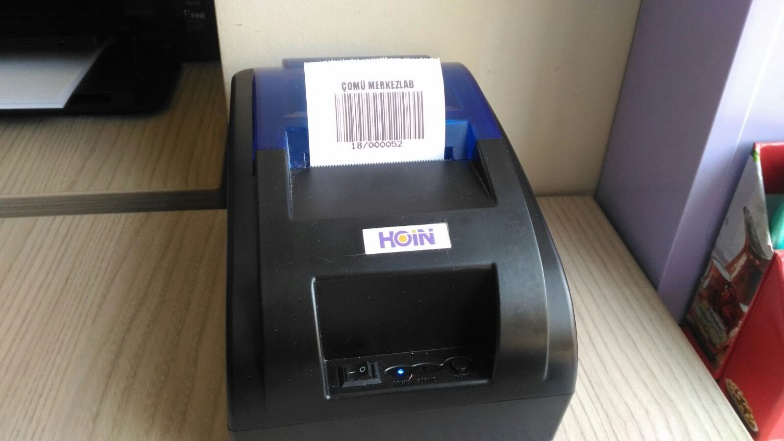 ÇOMÜ MERKEZLAB
18/000052
HOiN